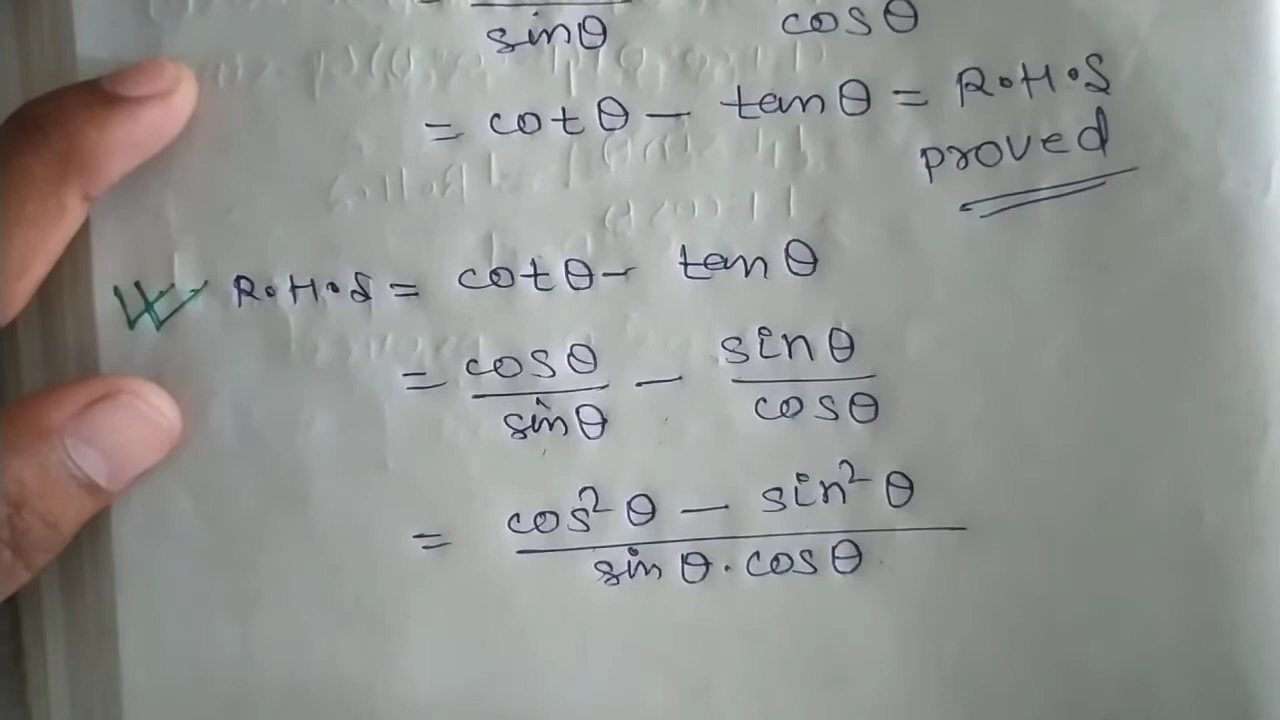 sinθ cosθ
= cotθ - tanθ = R.H.S
proved
R.H.S = cotθ - tanθ
= cosθ/sinθ - sinθ/cosθ
= cos²θ - sin²θ / sinθ.cosθ